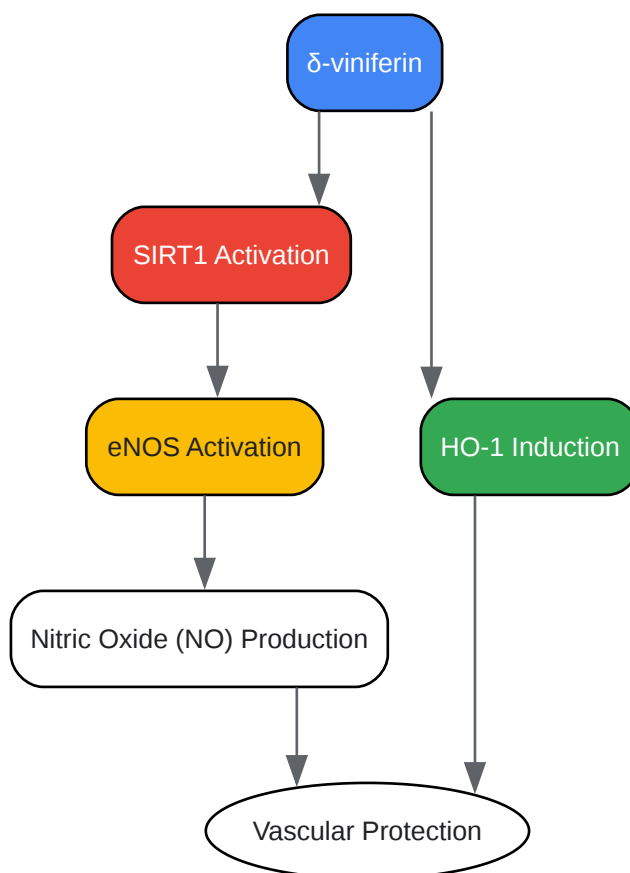 δ-viniferin
SIRT1 Activation
eNOS Activation
HO-1 Induction
Nitric Oxide (NO) Production
Vascular Protection